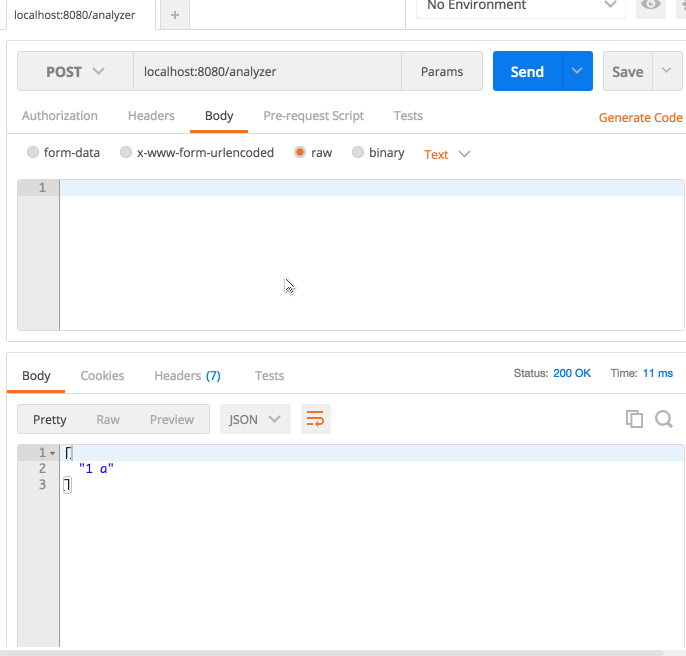 No Environment
localhost:8080/analyzer +
POST localhost:8080/analyzer Params Send Save
Authorization Headers Body Pre-request Script Tests Generate Code
form-data x-www-form-urlencoded raw binary Text
1
Body Cookies Headers (7) Tests Status: 200 OK Time: 11 ms
Pretty Raw Preview JSON
1 [
2 "1 a"
3 ]